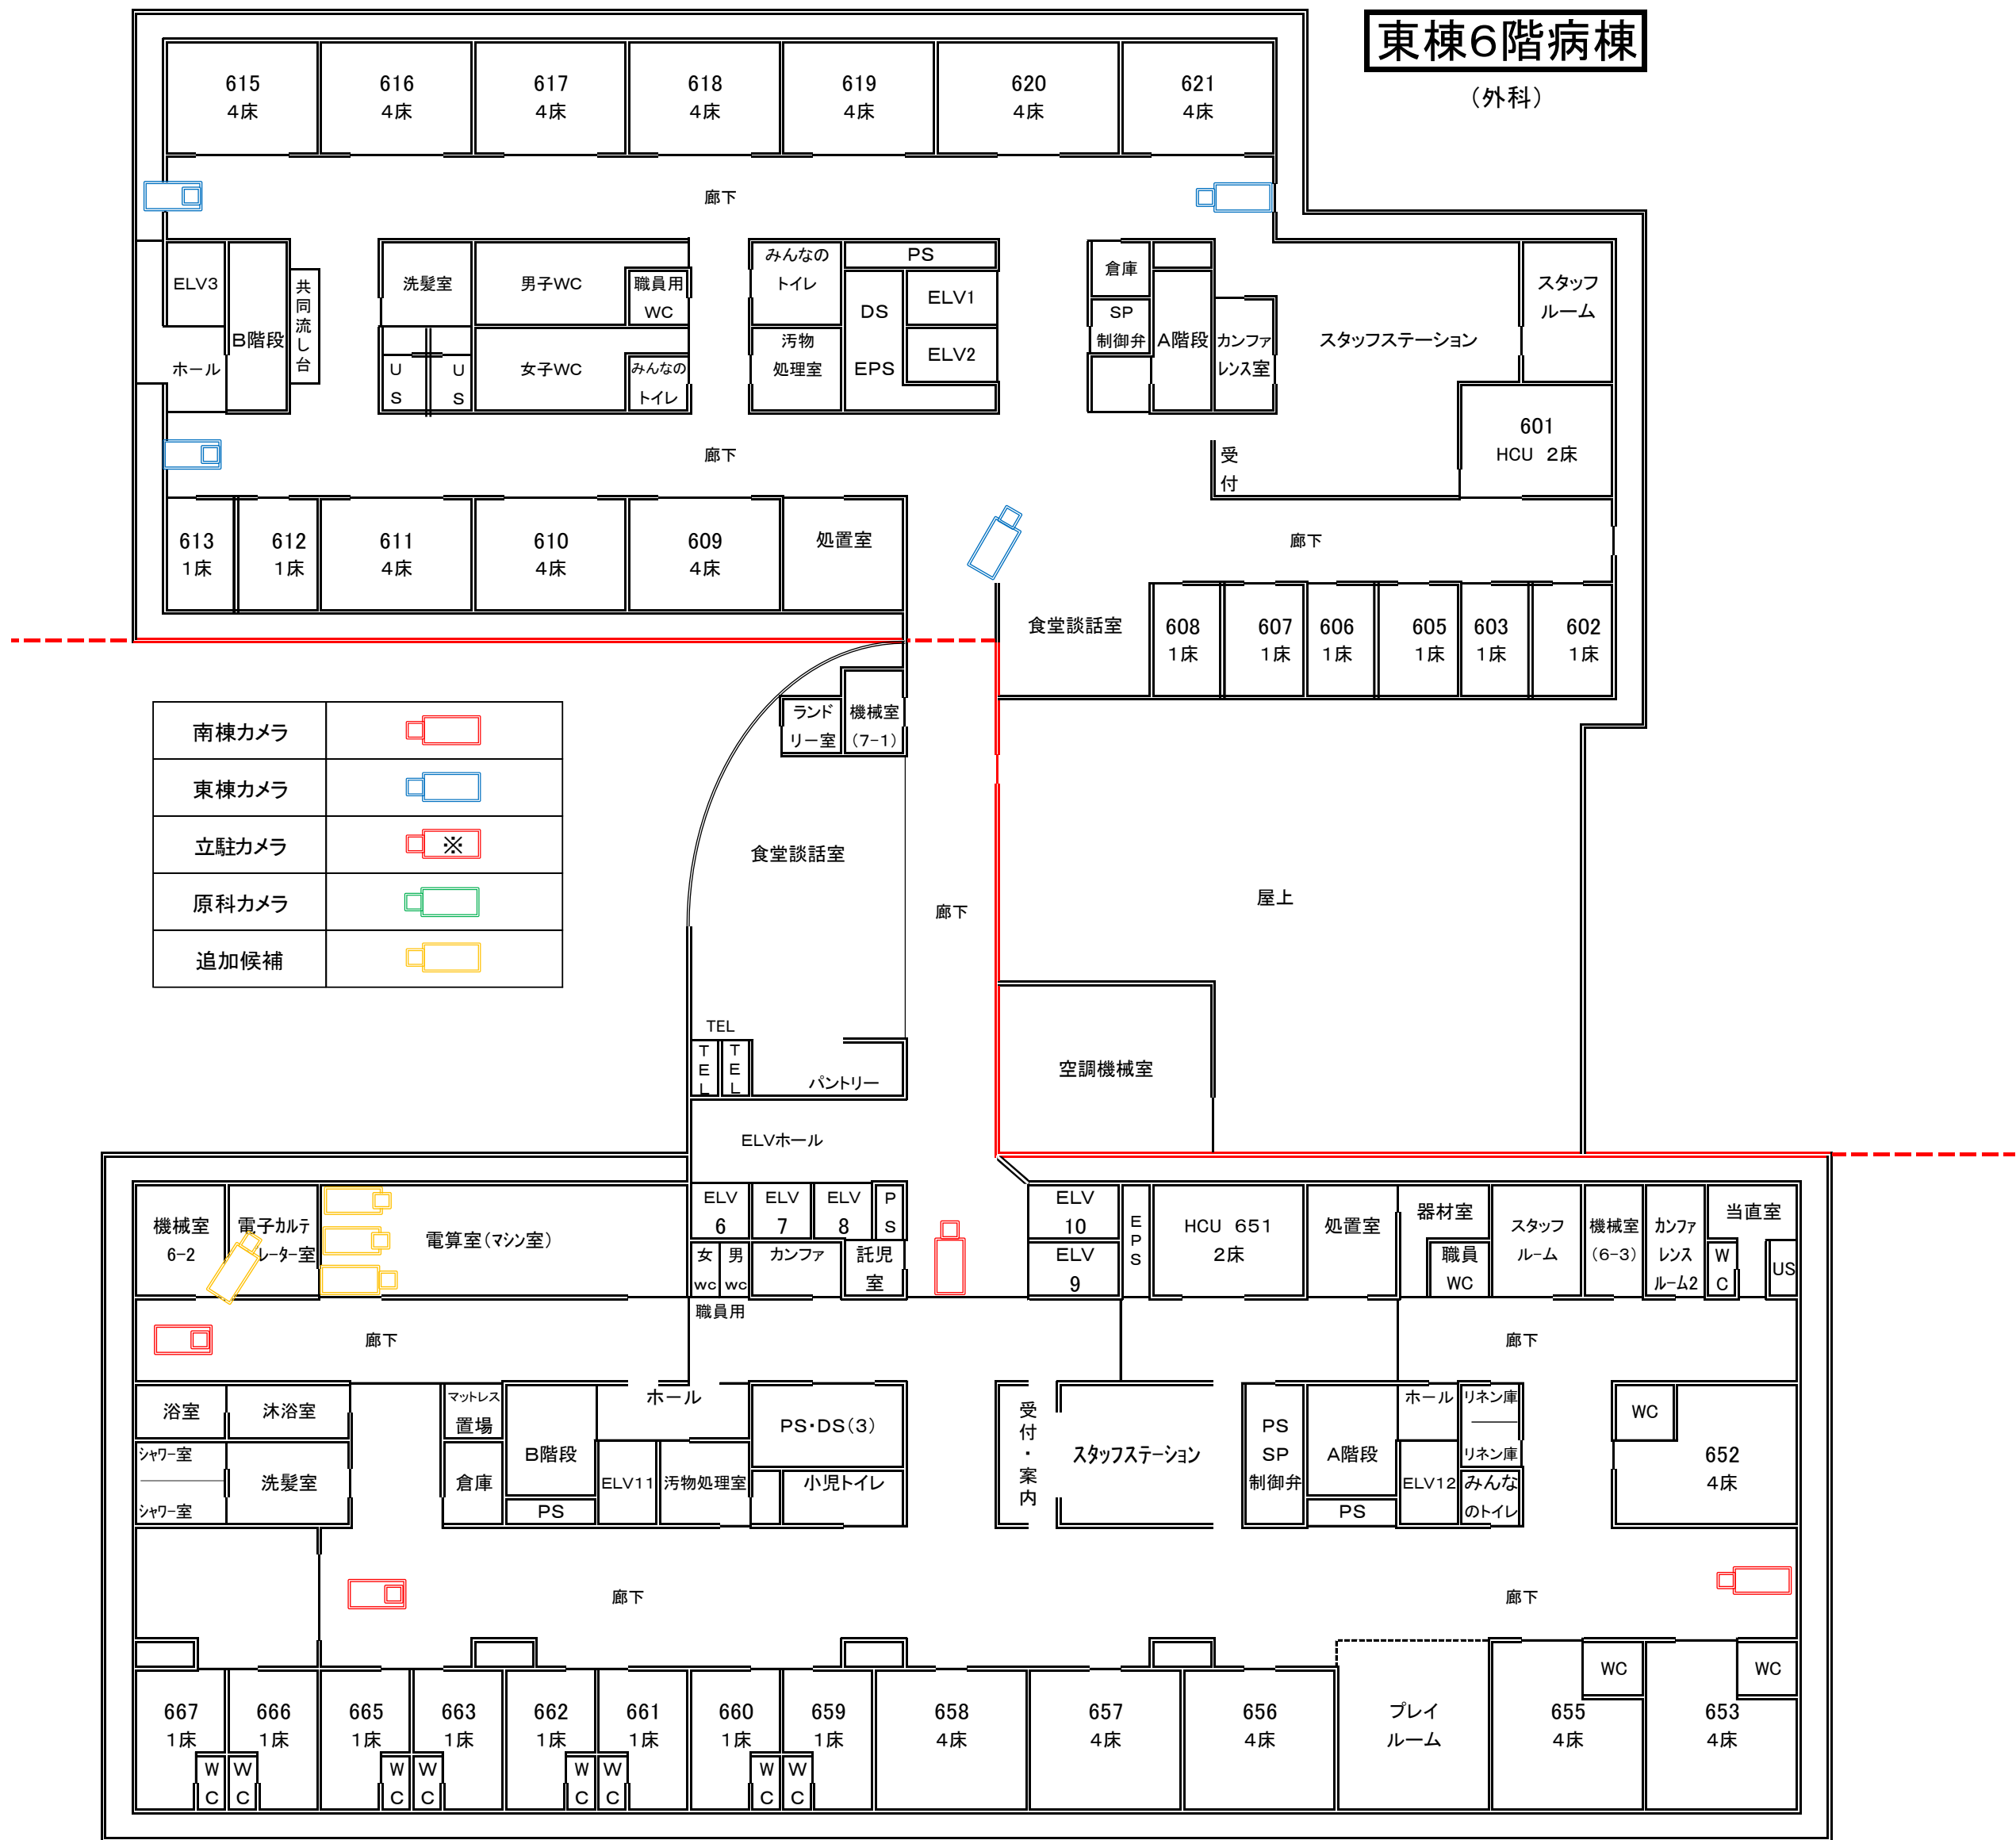 東棟６階病棟
（外科）
615
4床
616
4床
617
4床
618
4床
619
4床
620
4床
621
4床
廊下
ELV3
B階段
共同流し台
ホール
洗髪室
US
US
男子WC
職員用
WC
女子WC
みんなの
トイレ
みんなの
トイレ
汚物
処理室
PS
DS
EPS
ELV1
ELV2
倉庫
SP
制御弁
A階段
カンファ
レンス室
スタッフステーション
スタッフ
ルーム
601
HCU 2床
受付
廊下
613
1床
612
1床
611
4床
610
4床
609
4床
処置室
廊下
食堂談話室
608
1床
607
1床
606
1床
605
1床
603
1床
602
1床
南棟カメラ
東棟カメラ
立駐カメラ
※
原科カメラ
追加候補
ランド
リー室
機械室
(7-1)
食堂談話室
廊下
屋上
TEL
TEL
TEL
パントリー
空調機械室
ELVホール
機械室
6-2
電子カルテ
レーター室
電算室（マシン室）
ELV
6
ELV
7
ELV
8
PS
女
wc
男
wc
カンファ
託児
室
職員用
ELV
10
ELV
9
EPS
HCU 651
2床
処置室
器材室
職員
WC
スタッフ
ルーム
機械室
(6-3)
カンファ
レンス
ルーム2
当直室
WC
US
廊下
廊下
浴室
沐浴室
シャワー室
シャワー室
洗髪室
マットレス
置場
倉庫
B階段
PS
ホール
ELV11
汚物処理室
PS・DS(3)
小児トイレ
受付・案内
スタッフステーション
PS
SP
制御弁
A階段
PS
ホール
ELV12
リネン庫
リネン庫
みんな
のトイレ
WC
652
4床
廊下
廊下
667
1床
WC
666
1床
WC
665
1床
WC
663
1床
WC
662
1床
WC
661
1床
WC
660
1床
WC
659
1床
WC
658
4床
657
4床
656
4床
プレイ
ルーム
WC
655
4床
WC
653
4床